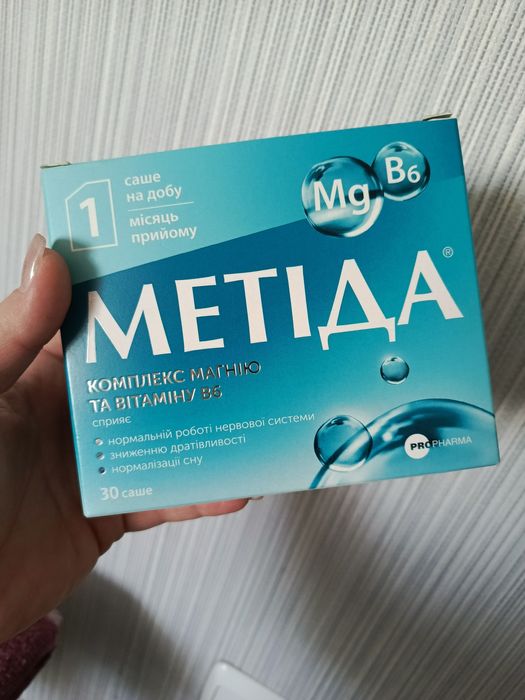 1
саше
на добу
місяць
прийому
Mg
B6
МЕТІДА®
КОМПЛЕКС МАГНІЮ
ТА ВІТАМІНУ В6
сприяє
нормальній роботі нервової системи
зниженню дратівливості
нормалізації сну
30 саше
PROPHARMA